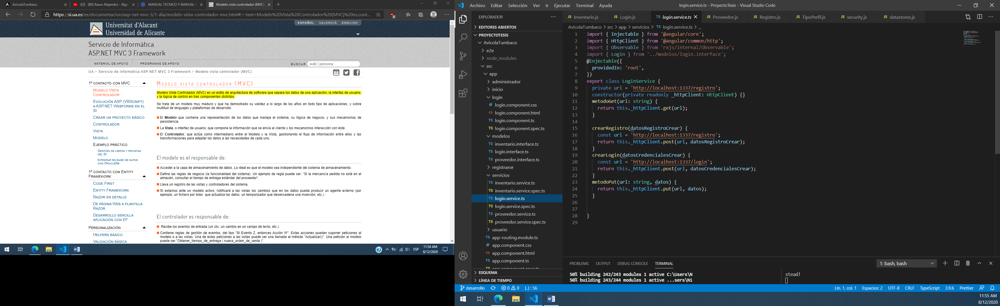 AvicolaTumbaco
(80) Rauw Alejandro - Algo
MANUAL TECNICO Y MANUAL D
Modelo vista controlador (MVC).
https://si.ua.es/es/documentacion/asp-net-mvc-3/1-dia/modelo-vista-controlador-mvc.html#:~:text=Modelo%20Vista%20Controlador%20(MVC)%20es,cont...
2
ESPAÑOL | VALENCIÀ | ENGLISH
Universitat d'Alacant
Universidad de Alicante
Servicio de Informática
ASP.NET MVC 3 Framework
MATERIAL DE APOYO
PROGRAMAS DE APOYO
BUSCAR
web | persona
UA > Servicio de Informática ASP.NET MVC 3 Framework > Modelo vista controlador (MVC)
1º CONTACTO CON MVC
MODELO VISTA
CONTROLADOR
EVOLUCIÓN ASP (VBSCRIPT)
A ASP.NET WEBFORMS EN EL
SI
CREAR UN PROYECTO BÁSICO
CONTROLADOR
VISTA
MODELO
EJEMPLO PRÁCTICO
GESTIÓN DE LIBROS Y REVISTAS
DEL SI
INTEGRAR EN BASE DE DATOS
CON ORACLEDB
1º CONTACTO CON ENTITY
FRAMEWORK
CODE FIRST
ENTITY FRAMEWORK
RAZOR EN DETALLE
DE PÁGINA WEB A PLANTILLA
RAZOR
DESARROLLO SENCILLA
APLICACIÓN CON EF
PERSONALIZACIÓN
HELPERS BÁSICO
VALIDACIÓN BÁSICA
MODELO VISTA CONTROLADOR (MVC)
Modelo Vista Controlador (MVC) es un estilo de arquitectura de software que separa los datos de una aplicación, la interfaz de usuario,
y la lógica de control en tres componentes distintos.
Se trata de un modelo muy maduro y que ha demostrado su validez a lo largo de los años en todo tipo de aplicaciones, y sobre
multitud de lenguajes y plataformas de desarrollo.
El Modelo que contiene una representación de los datos que maneja el sistema, su lógica de negocio, y sus mecanismos de
persistencia.
La Vista, o interfaz de usuario, que compone la información que se envía al cliente y los mecanismos interacción con éste.
El Controlador, que actúa como intermediario entre el Modelo y la Vista, gestionando el flujo de información entre ellos y las
transformaciones para adaptar los datos a las necesidades de cada uno.
El modelo es el responsable de:
Acceder a la capa de almacenamiento de datos. Lo ideal es que el modelo sea independiente del sistema de almacenamiento.
Define las reglas de negocio (la funcionalidad del sistema). Un ejemplo de regla puede ser: "Si la mercancía pedida no está en el
almacén, consultar el tiempo de entrega estándar del proveedor".
Lleva un registro de las vistas y controladores del sistema.
Si estamos ante un modelo activo, notificará a las vistas los cambios que en los datos pueda producir un agente externo (por
ejemplo, un fichero por lotes que actualiza los datos, un temporizador que desencadena una inserción, etc.).
El controlador es responsable de:
Recibe los eventos de entrada (un clic, un cambio en un campo de texto, etc.).
Contiene reglas de gestión de eventos, del tipo "SI Evento Z, entonces Acción W". Estas acciones pueden suponer peticiones al
modelo o a las vistas. Una de estas peticiones a las vistas puede ser una llamada al método "Actualizar()". Una petición al modelo
puede ser "Obtener_tiempo_de_entrega ( nueva_orden_de_venta )".
ESP
11:54 AM
8/12/2020
Archivo Editar Selección Ver Ir Ejecutar Terminal Ayuda
login.service.ts - ProyectoTesis - Visual Studio Code
EXPLORADOR
EDITORES ABIERTOS
PROYECTOTESIS
AvicolaTumbaco
e2e
node_modules
src
app
administrador
inicio
login
# login.component.css
<> login.component.html
TS login.component.ts
TS login.component.spec.ts
modelos
TS inventario.interface.ts
TS login.interface.ts
TS proveedor.interface.ts
registrarse
servicios
TS inventario.service.ts
TS inventario.service.spec.ts
TS login.service.ts
TS login.service.spec.ts
TS proveedor.service.ts
TS proveedor.service.spec.ts
usuario
TS app-routing.module.ts
# app.component.css
<> app.component.html
TS app.component.ts
TS app.component.spec.ts
ESQUEMA
LÍNEA DE TIEMPO
JS Inventario.js
JS Login.js
TS login.service.ts
JS Proveedor.js
JS Registro.js
JS TipoPerfil.js
JS security.js
JS datastores.js
AvicolaTumbaco > src > app > servicios > TS login.service.ts > ...
1 import { Injectable } from '@angular/core';
2 import { HttpClient } from '@angular/common/http';
3 import { Observable } from 'rxjs/internal/Observable';
4 import { Login } from '../modelos/login.interface';
5 @Injectable({
6 providedIn: 'root',
7 })
8 export class LoginService {
9 private url = 'http://localhost:1337/registro';
10 constructor(private readonly _httpClient: HttpClient) {}
11 metodoGet(url: string) {
12 return this._httpClient.get(url);
13 }
14
15 crearRegistro(datosRegistroCrear) {
16 const url = 'http://localhost:1337/registro';
17 return this._httpClient.post(url, datosRegistroCrear);
18 }
19 crearLogin(datosCredencialesCrear) {
20 const url = 'http://localhost:1337/login';
21 return this._httpClient.post(url, datosCredencialesCrear);
22 }
23 metodoPut(url: string, datos) {
24 return this._httpClient.put(url, datos);
25 }
26
27
28 }
29
PROBLEMS OUTPUT DEBUG CONSOLE TERMINAL
1: bash, bash
50% building 242/243 modules 1 active C:\Users\N
50% building 243/244 modules 1 active ...sers\Ni
stead!
desarrollo
0 0
{..} : 56
Lín. 1, col. 1 Espacios: 2 UTF-8 CRLF TypeScript 3.9.6 Prettier
11:55 AM
8/12/2020